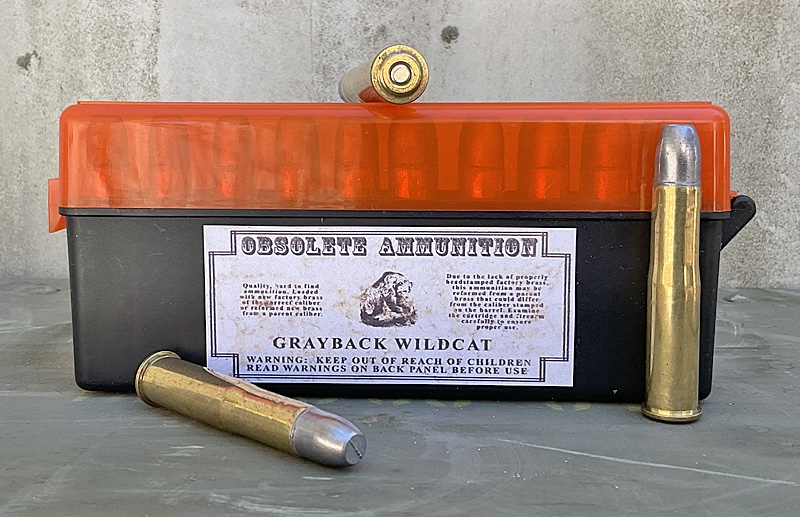 OBSOLETE AMMUNITION
Quality, hard to find
ammunition. Loaded
with new factory brass
of the correct caliber
or reformed new brass
from a parent caliber.
Due to the lack of properly
headstamped factory brass,
this ammunition may be
reformed from a parent
brass that could differ
from the caliber stamped
on the barrel. Examine
the cartridge and firearm
carefully to ensure
proper use.
GRAYBACK WILDCAT
WARNING: KEEP OUT OF REACH OF CHILDREN
READ WARNINGS ON BACK PANEL BEFORE USE